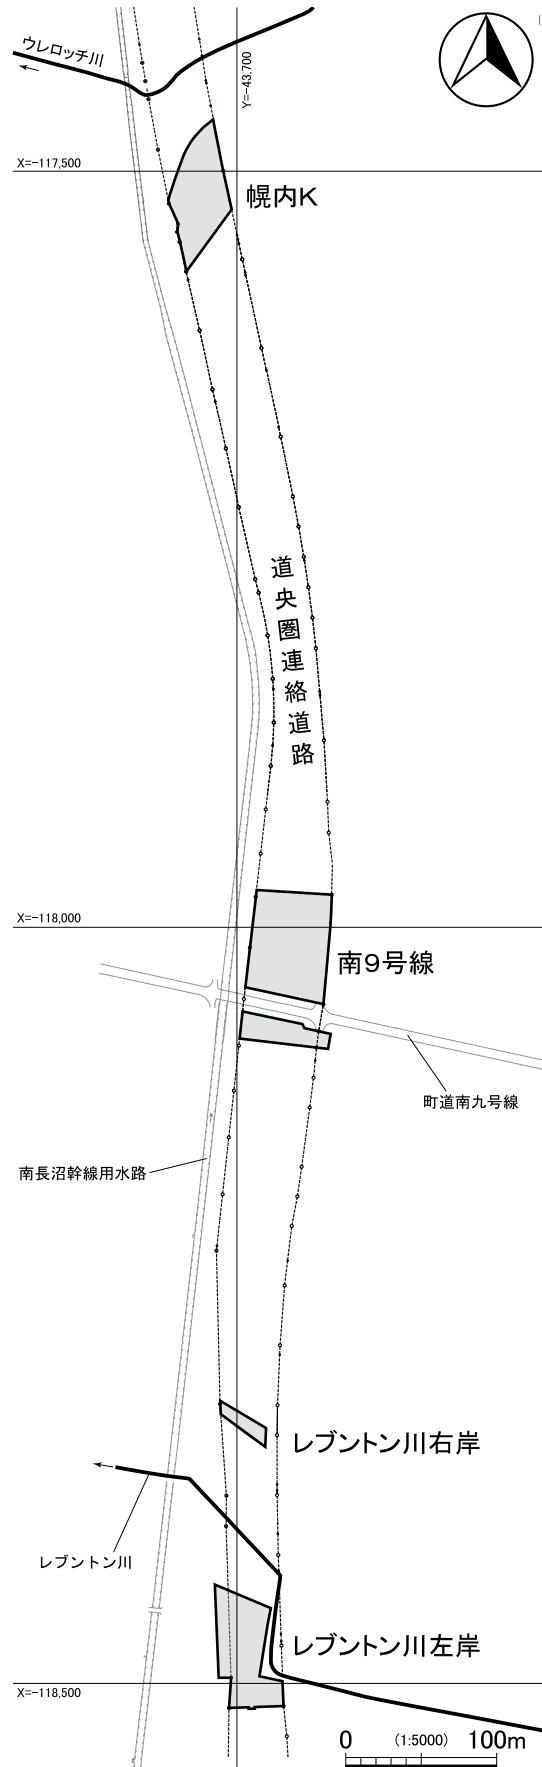 ウレロッチ川
Y=-43,700
X=-117,500
幌内K
道央圏連絡道路
X=-118,000
南9号線
町道南九号線
南長沼幹線用水路
レブントン川右岸
レブントン川
レブントン川左岸
X=-118,500
0 (1:5000) 100m